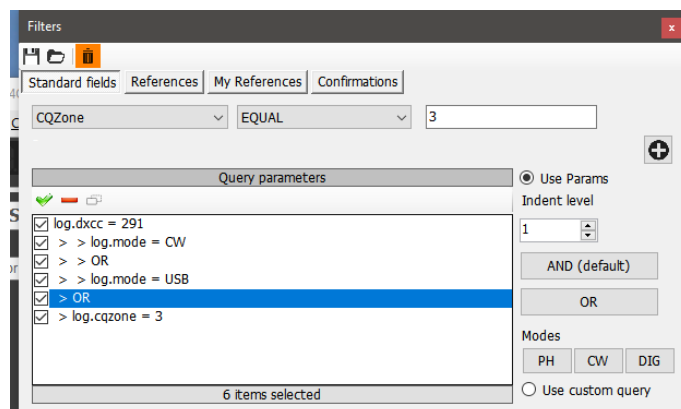 Filters
x
Standard fields References My References Confirmations
CQZone EQUAL 3
Query parameters
Use Params
Indent level
1
log.dxcc = 291
> > log.mode = CW
> > OR
> > log.mode = USB
> OR
> log.cqzone = 3
AND (default)
OR
Modes
PH CW DIG
6 items selected
Use custom query